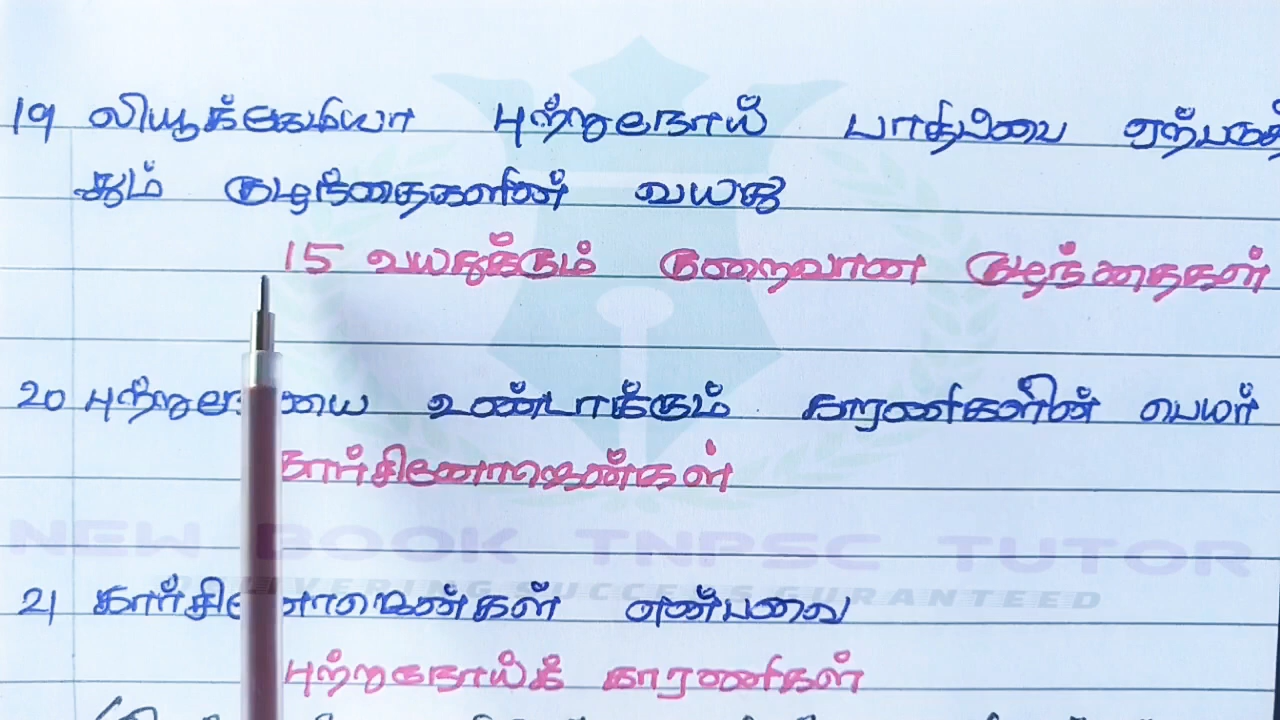 19 லியூக்கேமியா புற்றுநோய் பாதிப்பை ஏற்படுத்
தும் குழந்தைகளின் வயது
15 வயதுக்கும் குறைவான குழந்தைகள்
20 புற்றுநோயை உண்டாக்கும் காரணிகளின் பெயர்
கார்சினோஜென்கள்
NEW BOOK TNPSC TUTOR
DELIVERING SUCCESS GURANTEED
21 கார்சினோஜென்கள் என்பவை
புற்றுநோய்க் காரணிகள்